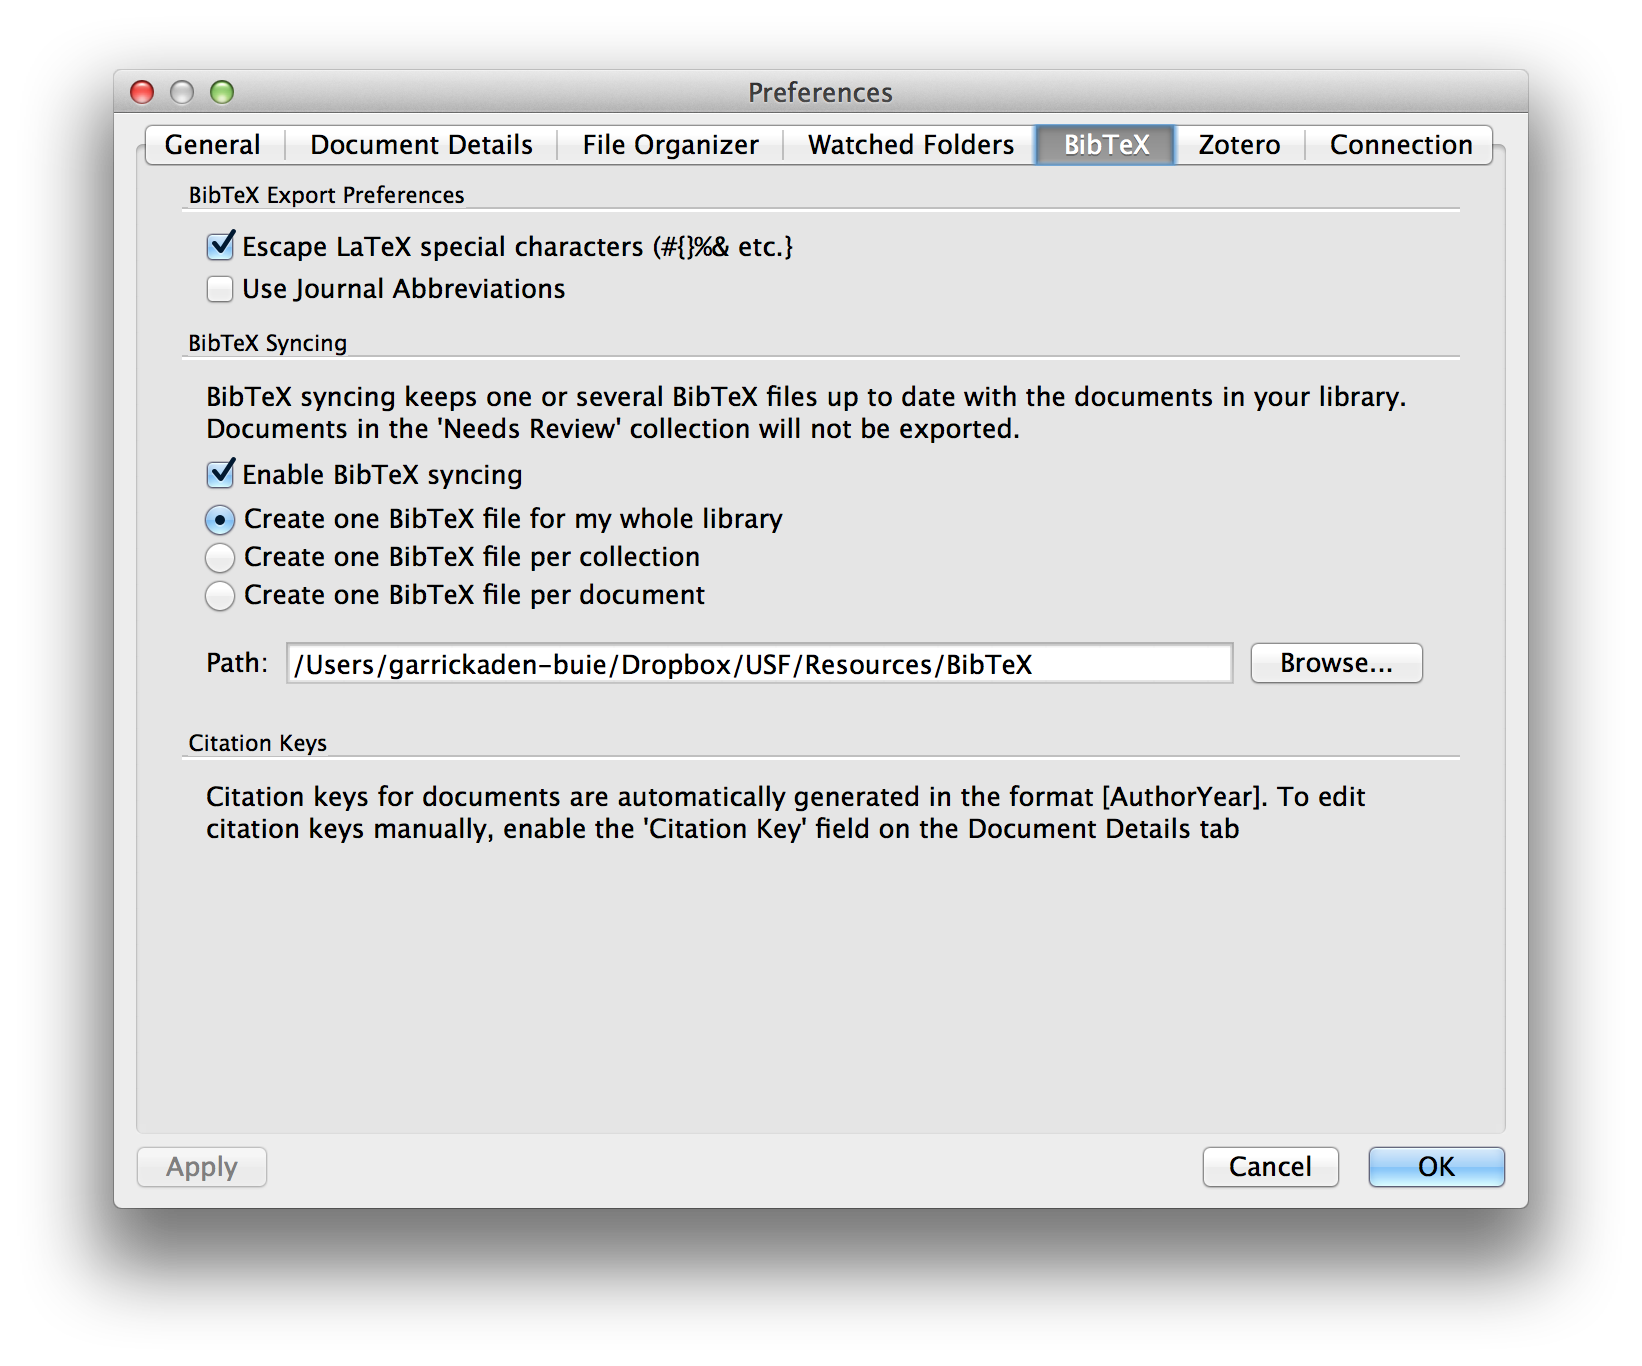 Preferences
General Document Details File Organizer Watched Folders BibTeX Zotero Connection
BibTeX Export Preferences
Escape LaTeX special characters (#{}%& etc.}
Use Journal Abbreviations
BibTeX Syncing
BibTeX syncing keeps one or several BibTeX files up to date with the documents in your library.
Documents in the 'Needs Review' collection will not be exported.
Enable BibTeX syncing
Create one BibTeX file for my whole library
Create one BibTeX file per collection
Create one BibTeX file per document
Path: /Users/garrickaden-buie/Dropbox/USF/Resources/BibTeX Browse...
Citation Keys
Citation keys for documents are automatically generated in the format [AuthorYear]. To edit
citation keys manually, enable the 'Citation Key' field on the Document Details tab
Apply Cancel OK